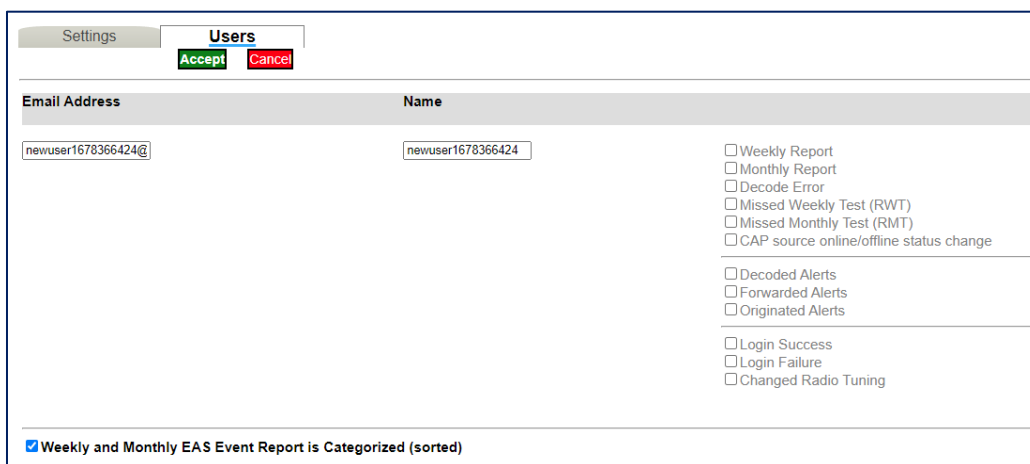 Settings Users
Accept Cancel
Email Address Name
newuser1678366424@ newuser1678366424
Weekly Report
Monthly Report
Decode Error
Missed Weekly Test (RWT)
Missed Monthly Test (RMT)
CAP source online/offline status change
Decoded Alerts
Forwarded Alerts
Originated Alerts
Login Success
Login Failure
Changed Radio Tuning
Weekly and Monthly EAS Event Report is Categorized (sorted)